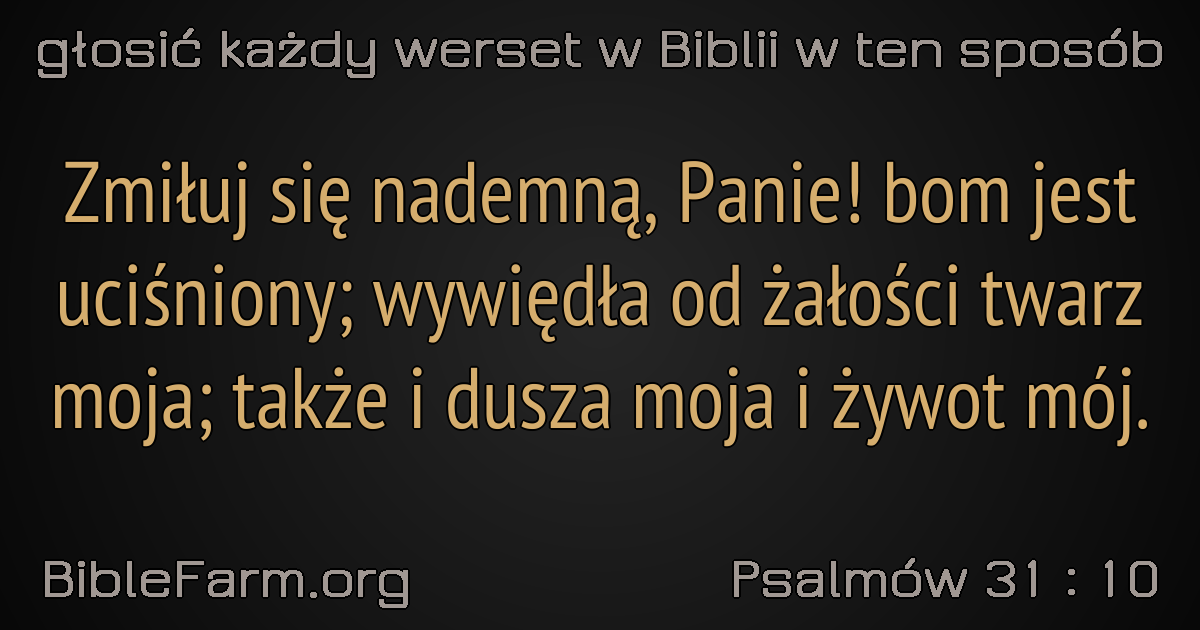 głosić każdy werset w Biblii w ten sposób
Zmiłuj się nademną, Panie! bom jest
uciśniony; wywiędła od żałości twarz
moja; także i dusza moja i żywot mój.
BibleFarm.org
Psalmów 31 : 10